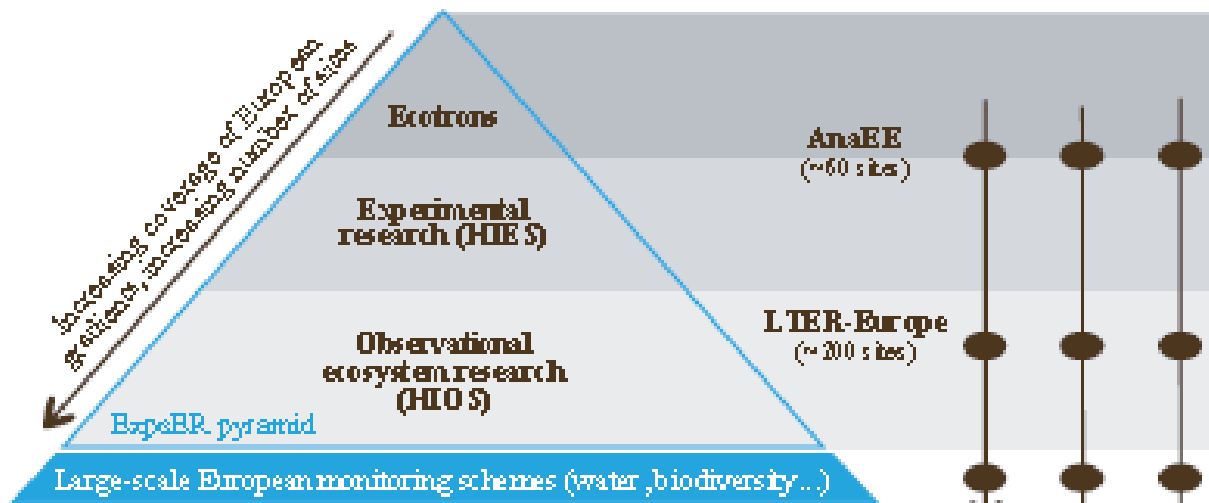 Increasing coverage of European
gradients, increasing number of sites
Ecotrons
AnaEE
(~60 sites)
Experimental
research (HIES)
LTER-Europe
(~200 sites)
Observational
ecosystem research
(HIOS)
ExpeER pyramid
Large-scale European monitoring schemes (water, biodiversity...)